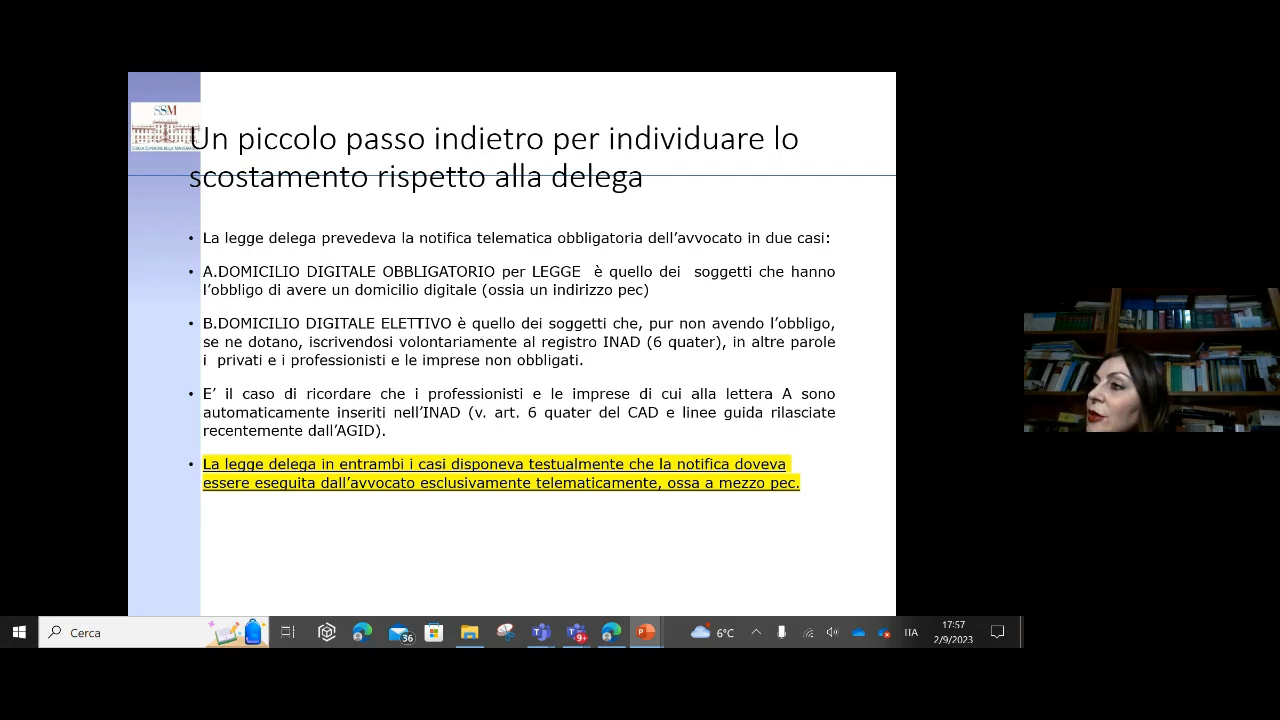 SSM
SCUOLA SUPERIORE DELLA MAGISTRATURA
Un piccolo passo indietro per individuare lo
scostamento rispetto alla delega
• La legge delega prevedeva la notifica telematica obbligatoria dell’avvocato in due casi:
• A.DOMICILIO DIGITALE OBBLIGATORIO per LEGGE è quello dei soggetti che hanno
l’obbligo di avere un domicilio digitale (ossia un indirizzo pec)
• B.DOMICILIO DIGITALE ELETTIVO è quello dei soggetti che, pur non avendo l’obbligo,
se ne dotano, iscrivendosi volontariamente al registro INAD (6 quater), in altre parole
i privati e i professionisti e le imprese non obbligati.
• E’ il caso di ricordare che i professionisti e le imprese di cui alla lettera A sono
automaticamente inseriti nell’INAD (v. art. 6 quater del CAD e linee guida rilasciate
recentemente dall’AGID).
• La legge delega in entrambi i casi disponeva testualmente che la notifica doveva
essere eseguita dall’avvocato esclusivamente telematicamente, ossa a mezzo pec.
Cerca
36
9+
6°C
ITA
17:57
2/9/2023